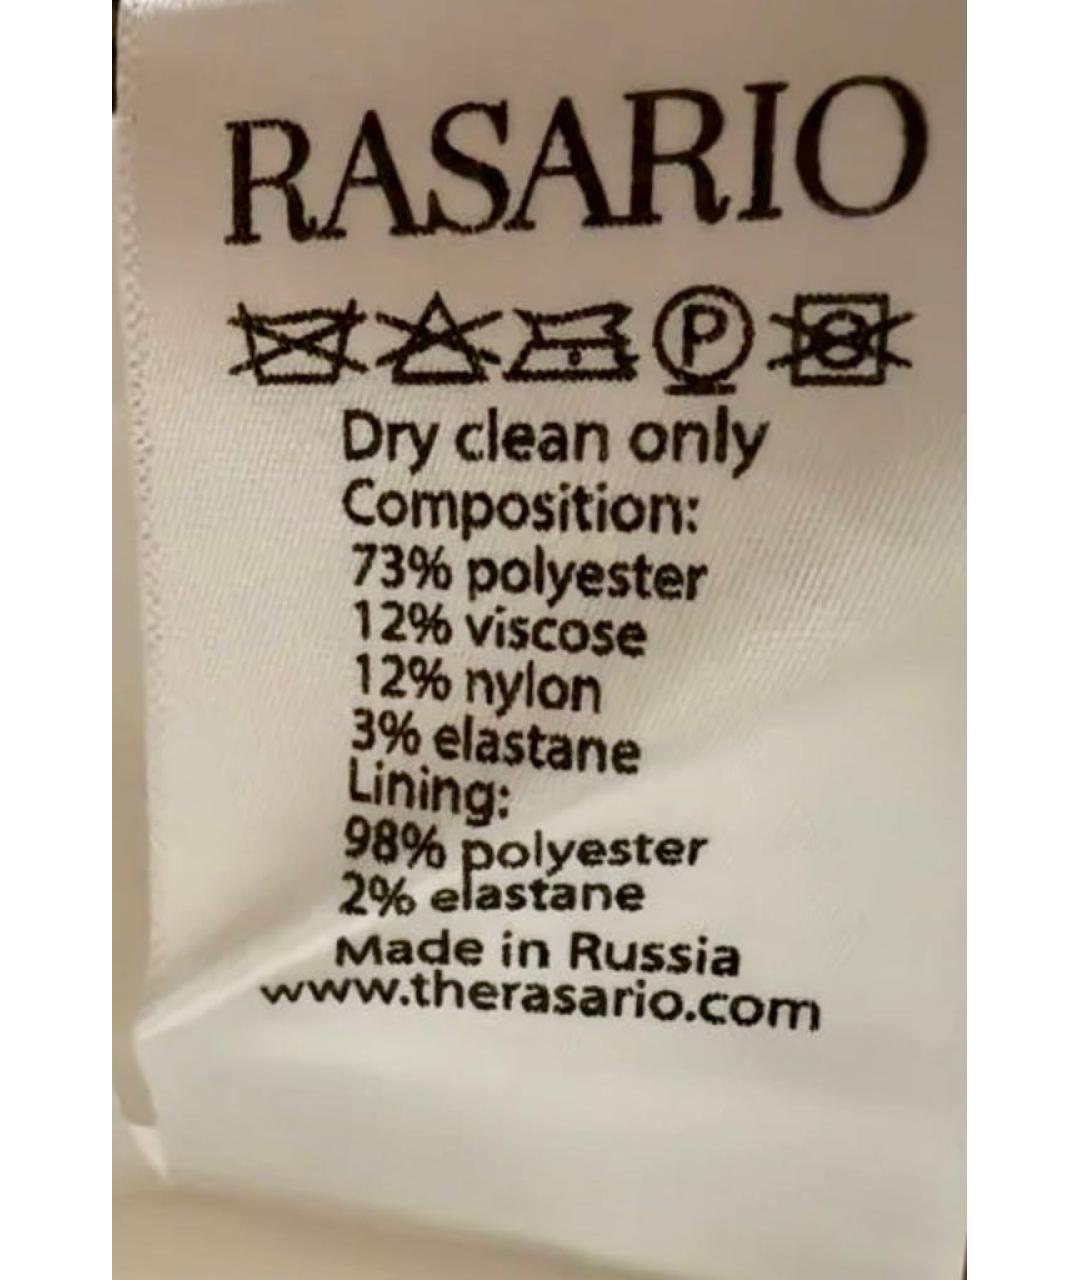 RASARIO
P
Dry clean only
Composition:
73% polyester
12% viscose
12% nylon
3% elastane
Lining:
98% polyester
2% elastane
Made in Russia
www.therasario.com